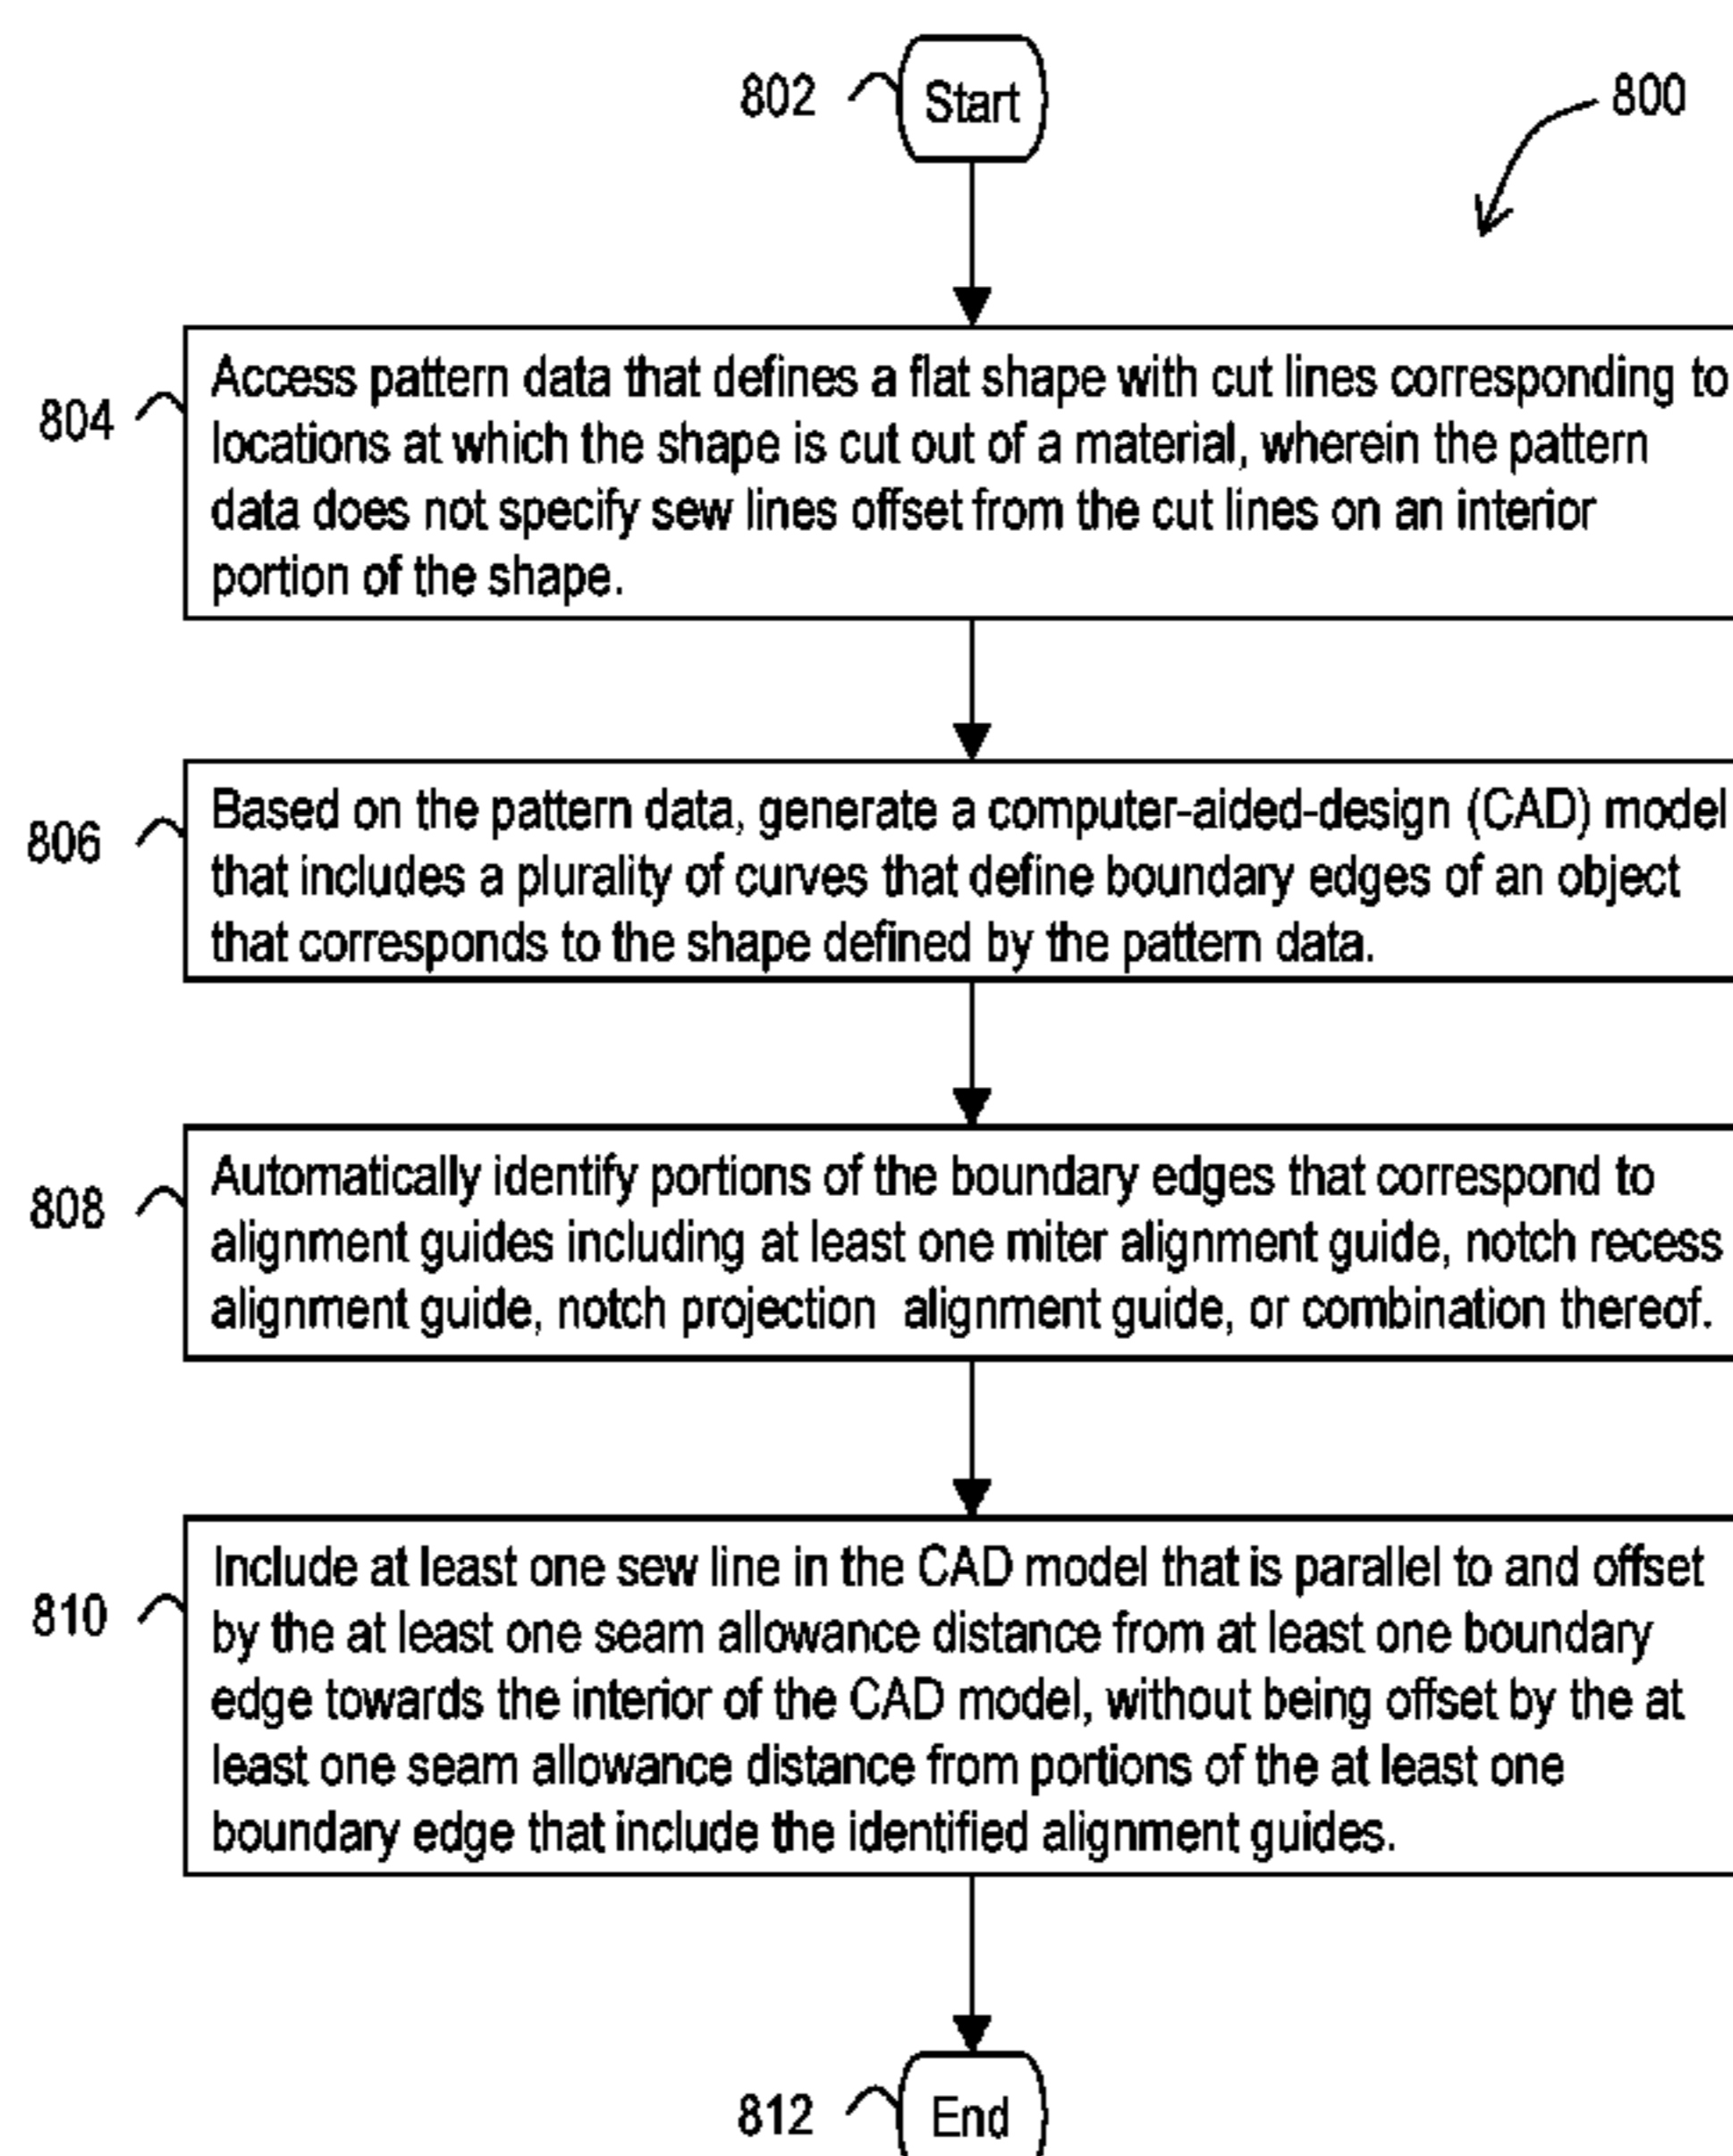 802
Start
800
804
Access pattern data that defines a flat shape with cut lines corresponding to
locations at which the shape is cut out of a material, wherein the pattern
data does not specify sew lines offset from the cut lines on an interior
portion of the shape.
806
Based on the pattern data, generate a computer-aided-design (CAD) model
that includes a plurality of curves that define boundary edges of an object
that corresponds to the shape defined by the pattern data.
808
Automatically identify portions of the boundary edges that correspond to
alignment guides including at least one miter alignment guide, notch recess
alignment guide, notch projection alignment guide, or combination thereof.
810
Include at least one sew line in the CAD model that is parallel to and offset
by the at least one seam allowance distance from at least one boundary
edge towards the interior of the CAD model, without being offset by the at
least one seam allowance distance from portions of the at least one
boundary edge that include the identified alignment guides.
812
End